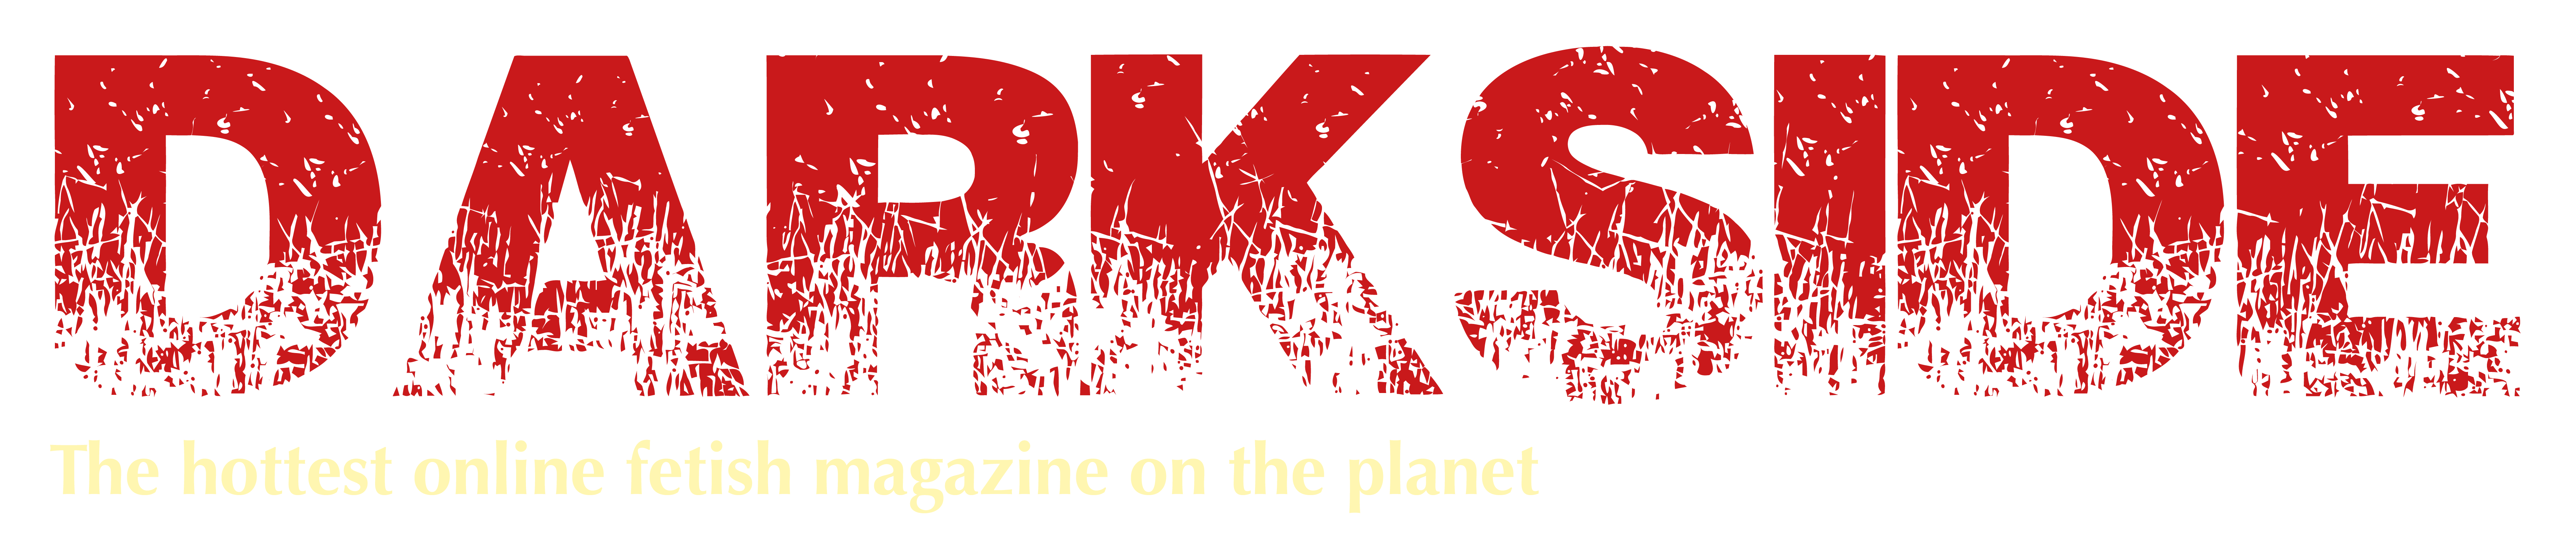 DARKSIDE
The hottest online fetish magazine on the planet